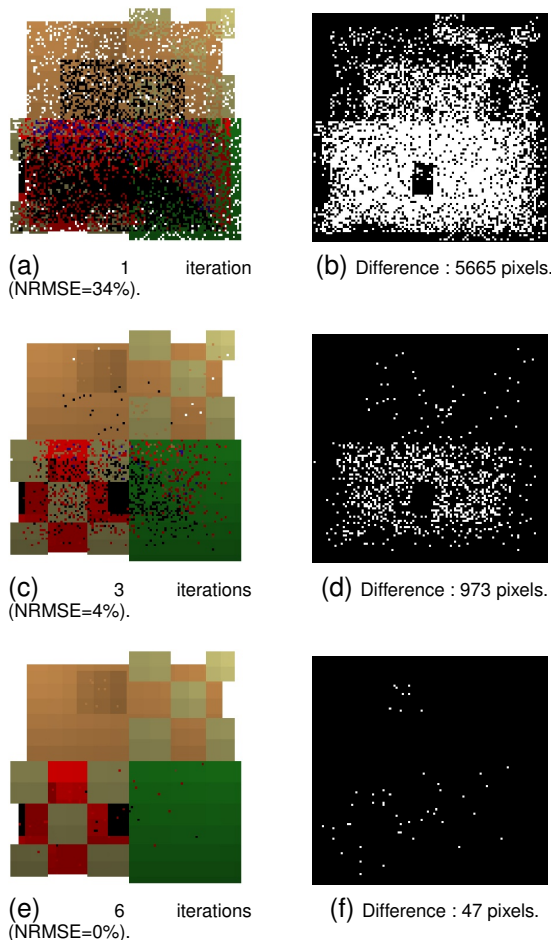 (a) 1 iteration
(NRMSE=34%).
(b) Difference : 5665 pixels.
(c) 3 iterations
(NRMSE=4%).
(d) Difference : 973 pixels.
(e) 6 iterations
(NRMSE=0%).
(f) Difference : 47 pixels.